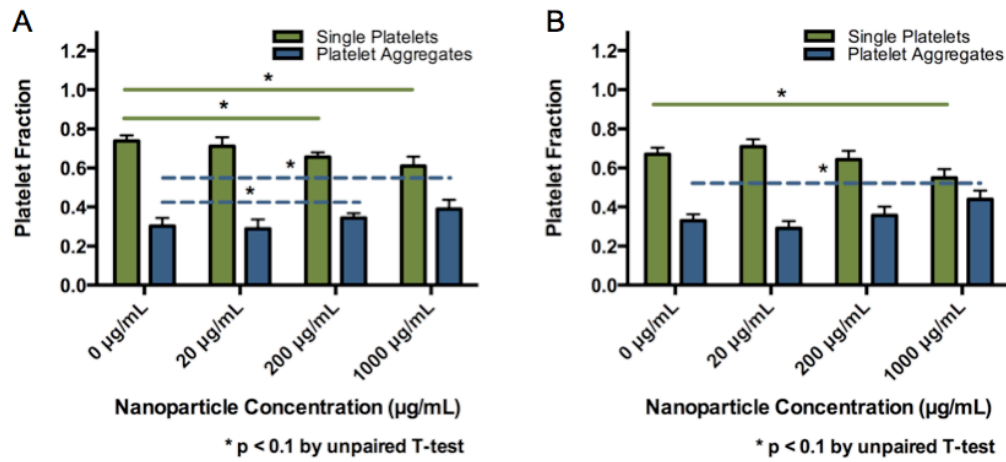 A
Single Platelets
Platelet Aggregates
Platelet Fraction
1.2
1.0
0.8
0.6
0.4
0.2
0.0
*
*
*
*
0 µg/mL
20 µg/mL
200 µg/mL
1000 µg/mL
Nanoparticle Concentration (µg/mL)
* p < 0.1 by unpaired T-test
B
Single Platelets
Platelet Aggregates
Platelet Fraction
1.2
1.0
0.8
0.6
0.4
0.2
0.0
*
*
0 µg/mL
20 µg/mL
200 µg/mL
1000 µg/mL
Nanoparticle Concentration (µg/mL)
* p < 0.1 by unpaired T-test